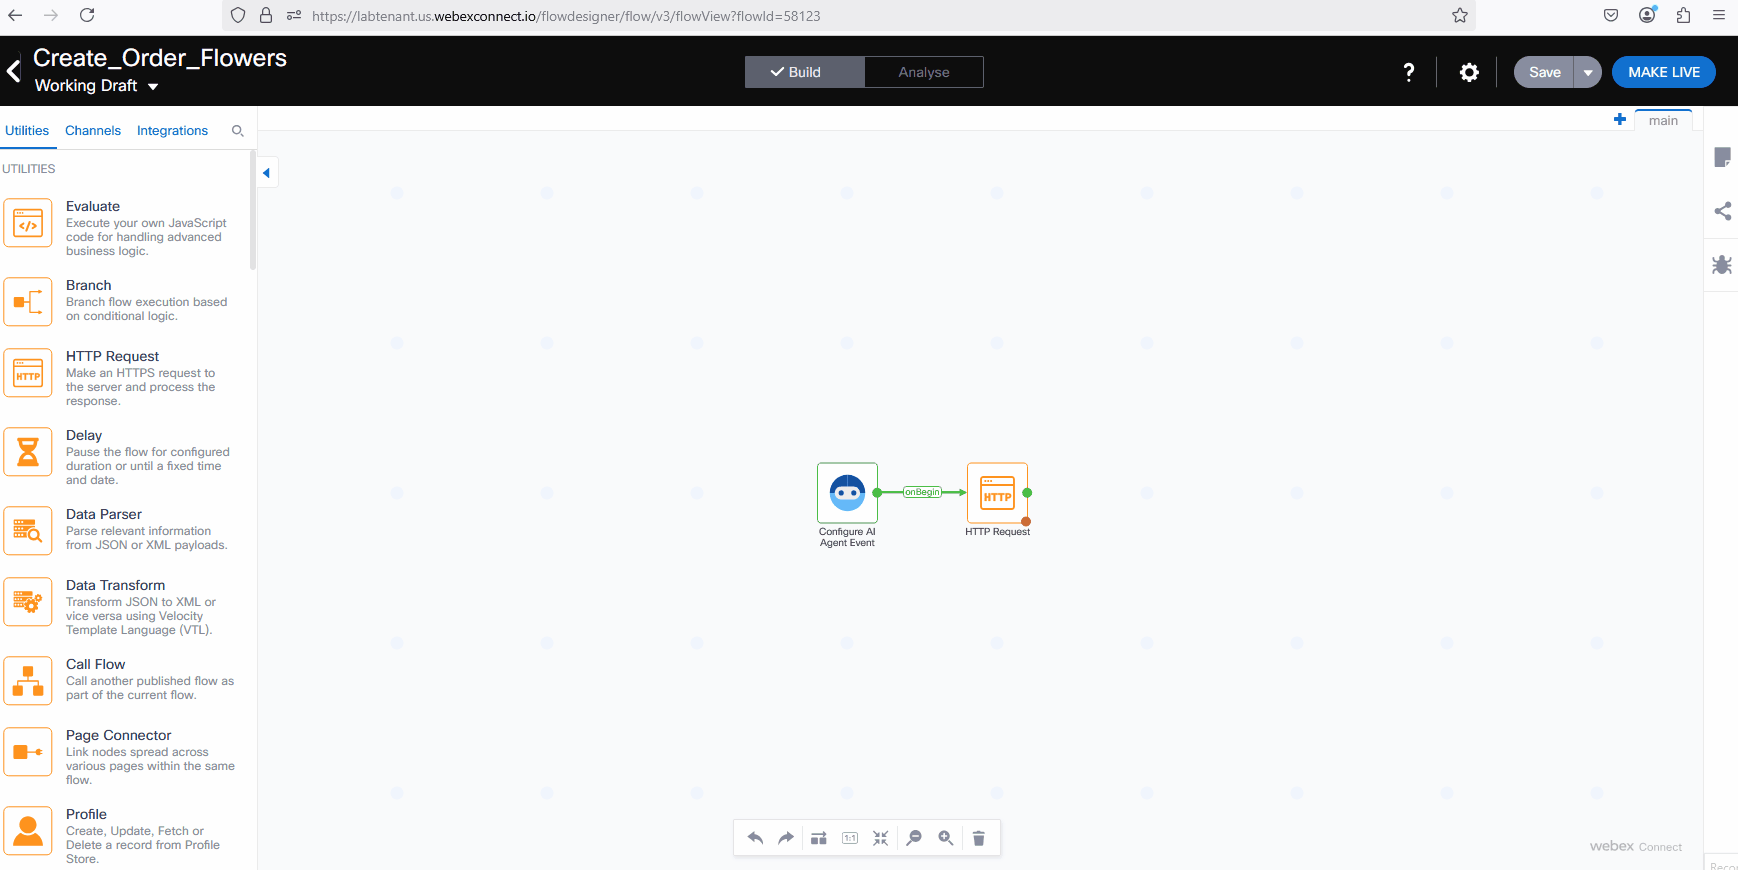 https://labtenant.us.webexconnect.io/flowdesigner/flow/v3/flowView?flowId=58123
Create_Order_Flowers
Working Draft
Build
Analyse
?
Save
MAKE LIVE
Utilities
Channels
Integrations
main
UTILITIES
Evaluate
Execute your own JavaScript
code for handling advanced
business logic.
Branch
Branch flow execution based
on conditional logic.
HTTP
HTTP Request
Make an HTTPS request to
the server and process the
response.
Delay
Pause the flow for configured
duration or until a fixed time
and date.
Data Parser
Parse relevant information
from JSON or XML payloads.
Data Transform
Transform JSON to XML or
vice versa using Velocity
Template Language (VTL).
Call Flow
Call another published flow as
part of the current flow.
Page Connector
Link nodes spread across
various pages within the same
flow.
Profile
Create, Update, Fetch or
Delete a record from Profile
Store.
onBegin
HTTP
Configure AI
Agent Event
HTTP Request
1:1
webex Connect
Recor